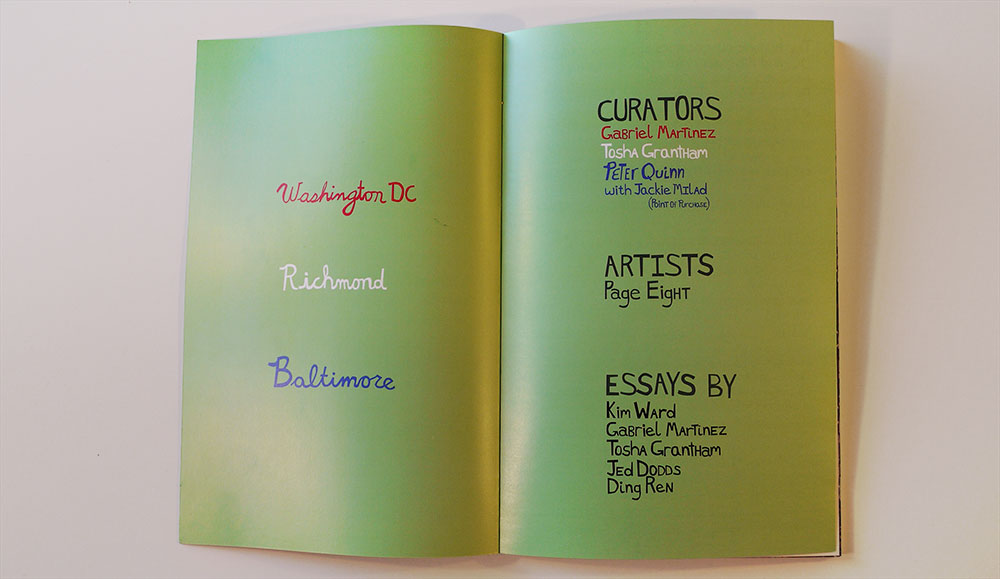 Washington DC
Richmond
Baltimore
CURATORS
Gabriel Martinez
Tosha Grantham
Peter Quinn
with Jackie Milad
(Point of Purchase)
ARTISTS
Page Eight
ESSAYS BY
Kim Ward
Gabriel Martinez
Tosha Grantham
Jed Dodds
Ding Ren